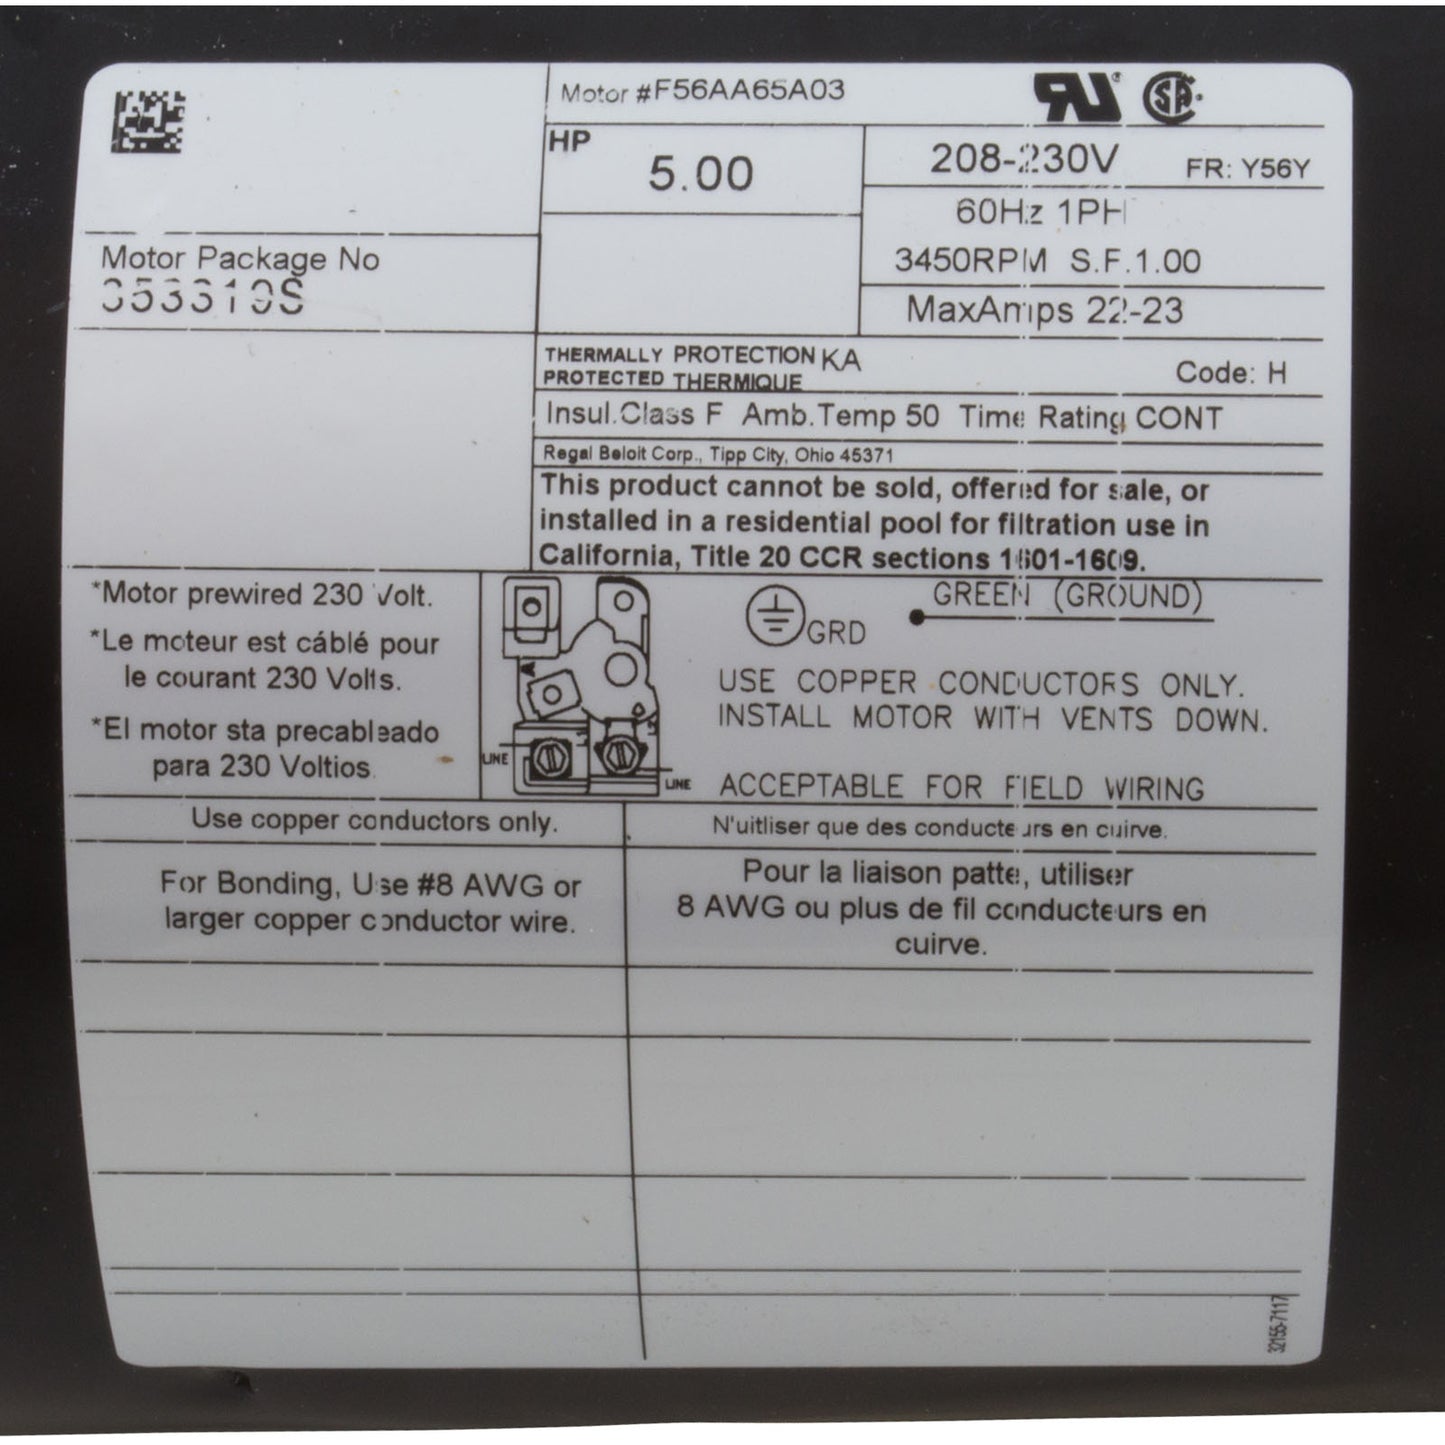 Motor #F56AA65A03
HP
5.00
208-230V FR: Y56Y
60Hz 1PH
3450RPM S.F.1.00
MaxAmps 22-23
Motor Package No
353319S
THERMALLY PROTECTION KA
PROTECTED THERMIQUE
Code: H
Insul.Class F Amb.Temp 50 Time Rating CONT
Regal Beloit Corp., Tipp City, Ohio 45371
This product cannot be sold, offered for sale, or
installed in a residential pool for filtration use in
California, Title 20 CCR sections 1601-1609.
*Motor prewired 230 Volt.
*Le moteur est cáblé pour
le courant 230 Volts.
*El motor sta precableado
para 230 Voltios.
A
LINE
L1
L2
LINE
GRD
GREEN (GROUND)
USE COPPER CONDUCTORS ONLY.
INSTALL MOTOR WITH VENTS DOWN.
ACCEPTABLE FOR FIELD WIRING
Use copper conductors only.
N'uitliser que des conducteurs en cuirve.
For Bonding, Use #8 AWG or
larger copper conductor wire.
Pour la liaison patte, utiliser
8 AWG ou plus de fil conducteurs en
cuirve.
32155-7117